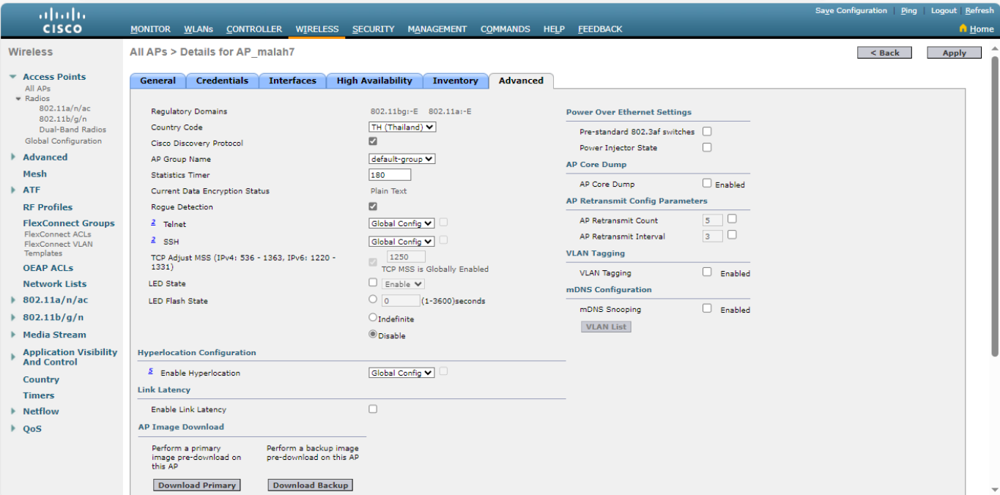 Save Configuration | Ping | Logout | Refresh
CISCO
MONITOR WLANs CONTROLLER WIRELESS SECURITY MANAGEMENT COMMANDS HELP FEEDBACK
Home
Wireless
Access Points
All APs
Radios
802.11a/n/ac
802.11b/g/n
Dual-Band Radios
Global Configuration
Advanced
Mesh
ATF
RF Profiles
FlexConnect Groups
FlexConnect ACLs
FlexConnect VLAN
Templates
OEAP ACLs
Network Lists
802.11a/n/ac
802.11b/g/n
Media Stream
Application Visibility
And Control
Country
Timers
Netflow
QoS
All APs > Details for AP_malah7
< Back Apply
General Credentials Interfaces High Availability Inventory Advanced
Regulatory Domains 802.11bg:-E 802.11a:-E
Country Code TH (Thailand)
Cisco Discovery Protocol
AP Group Name default-group
Statistics Timer 180
Current Data Encryption Status Plain Text
Rogue Detection
2 Telnet Global Config
2 SSH Global Config
TCP Adjust MSS (IPv4: 536 - 1363, IPv6: 1220 -
1331)
1250
TCP MSS is Globally Enabled
LED State Enable
LED Flash State 0 (1-3600)seconds
Indefinite
Disable
Hyperlocation Configuration
5 Enable Hyperlocation Global Config
Link Latency
Enable Link Latency
AP Image Download
Perform a primary
image pre-download on
this AP
Perform a backup image
pre-download on this AP
Download Primary Download Backup
Power Over Ethernet Settings
Pre-standard 802.3af switches
Power Injector State
AP Core Dump
AP Core Dump Enabled
AP Retransmit Config Parameters
AP Retransmit Count 5
AP Retransmit Interval 3
VLAN Tagging
VLAN Tagging Enabled
mDNS Configuration
mDNS Snooping Enabled
VLAN List